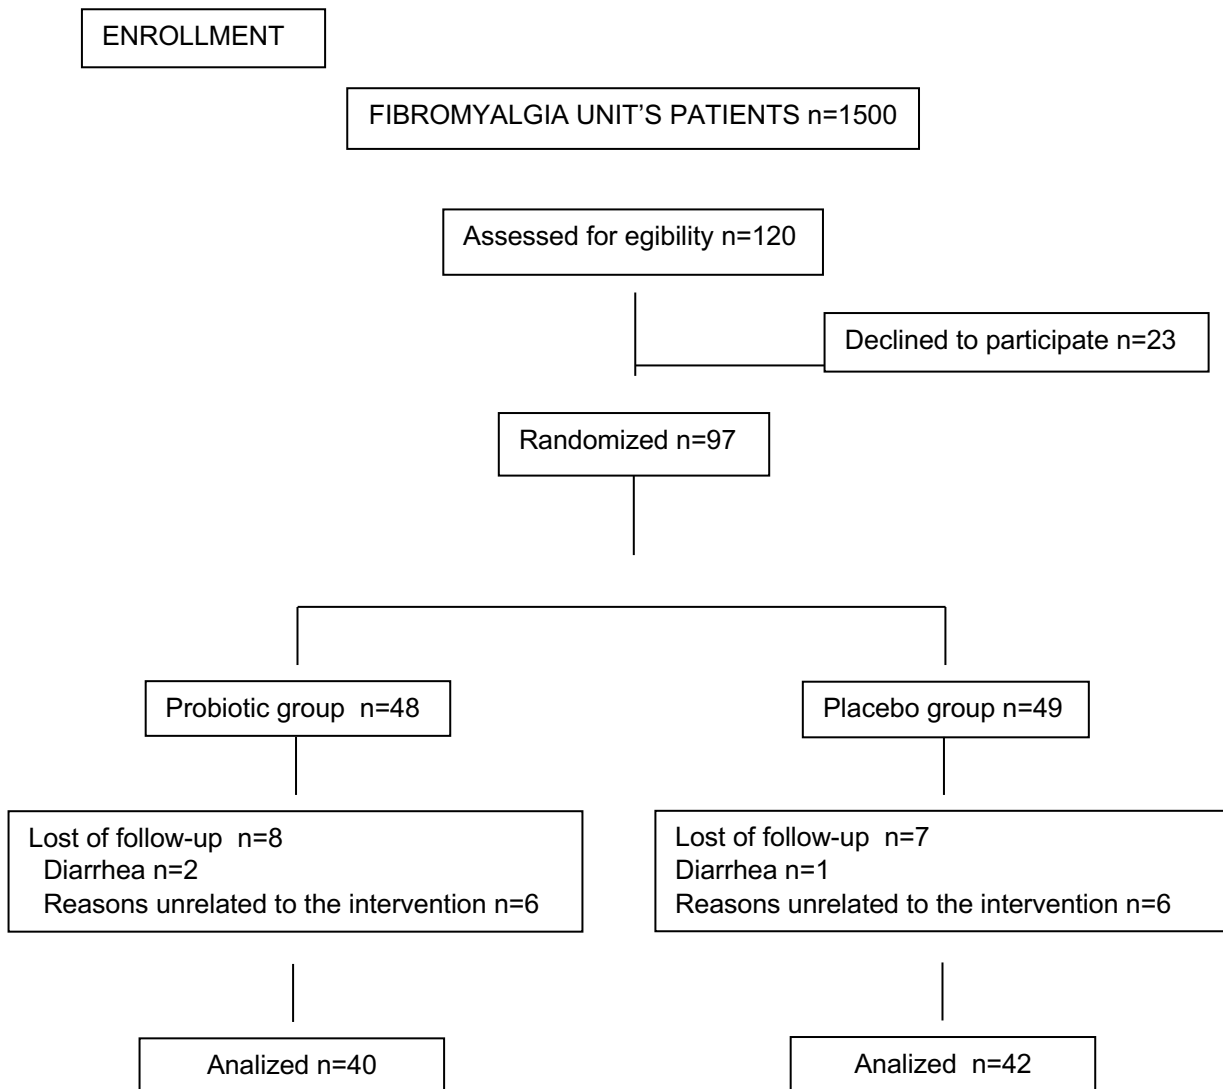 ENROLLMENT
FIBROMYALGIA UNIT’S PATIENTS n=1500
Assessed for egibility n=120
Declined to participate n=23
Randomized n=97
Probiotic group n=48
Placebo group n=49
Lost of follow-up n=8
Diarrhea n=2
Reasons unrelated to the intervention n=6
Lost of follow-up n=7
Diarrhea n=1
Reasons unrelated to the intervention n=6
Analized n=40
Analized n=42